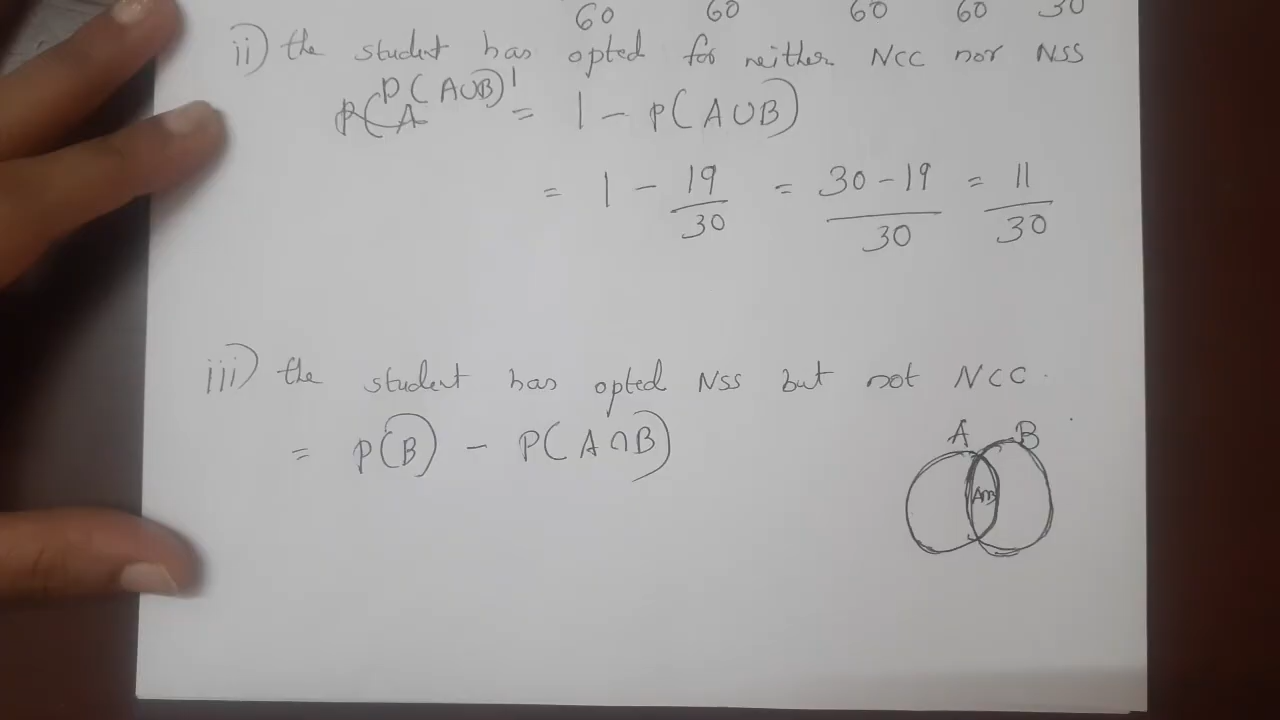 60 60 60 60 30
ii) the student has opted for neither NCC nor NSS
P(A∪B)'
P(A = 1 - P(A∪B)
= 1 - 19/30 = 30-19/30 = 11/30
iii) the student has opted NSS but not NCC.
= P(B) - P(A∩B)
A B
A∩B